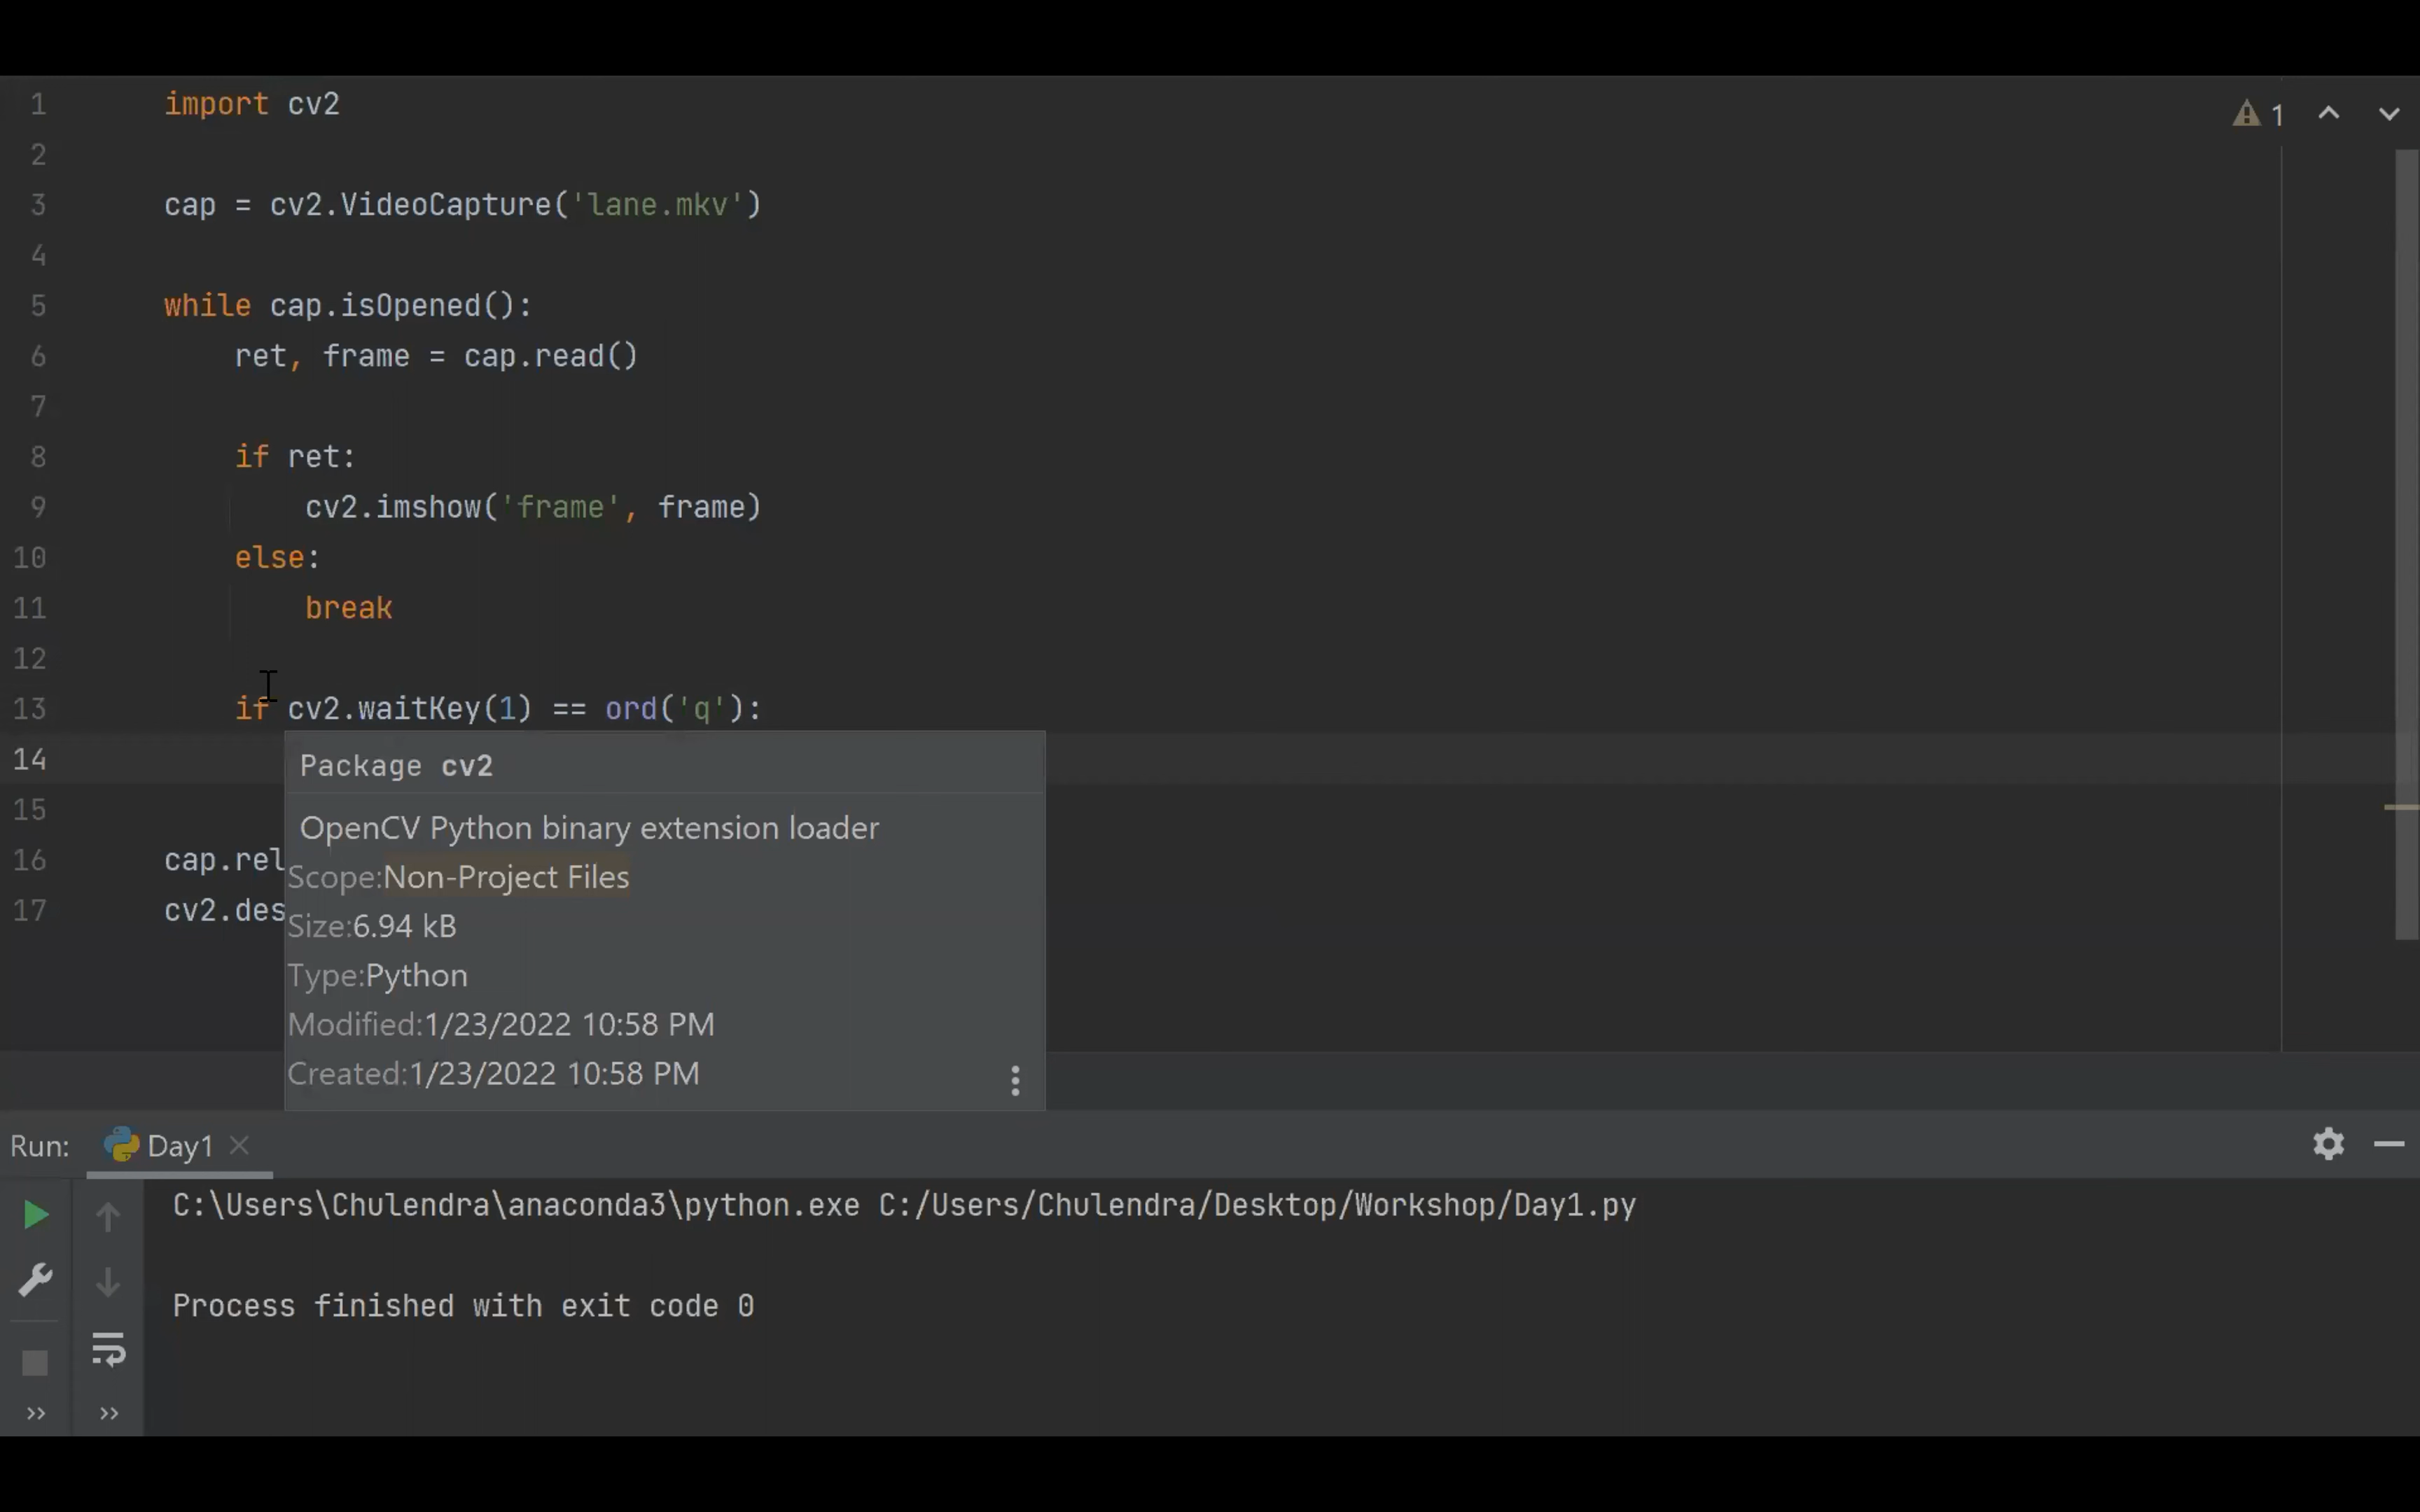 1 import cv2
2
3 cap = cv2.VideoCapture('lane.mkv')
4
5 while cap.isOpened():
6 ret, frame = cap.read()
7
8 if ret:
9 cv2.imshow('frame', frame)
10 else:
11 break
12
13 if cv2.waitKey(1) == ord('q'):
14
15
16 cap.rel
17 cv2.des
1
Package cv2
OpenCV Python binary extension loader
Scope:Non-Project Files
Size:6.94 kB
Type:Python
Modified:1/23/2022 10:58 PM
Created:1/23/2022 10:58 PM
Run: Day1
C:\Users\Chulendra\anaconda3\python.exe C:/Users/Chulendra/Desktop/Workshop/Day1.py
Process finished with exit code 0